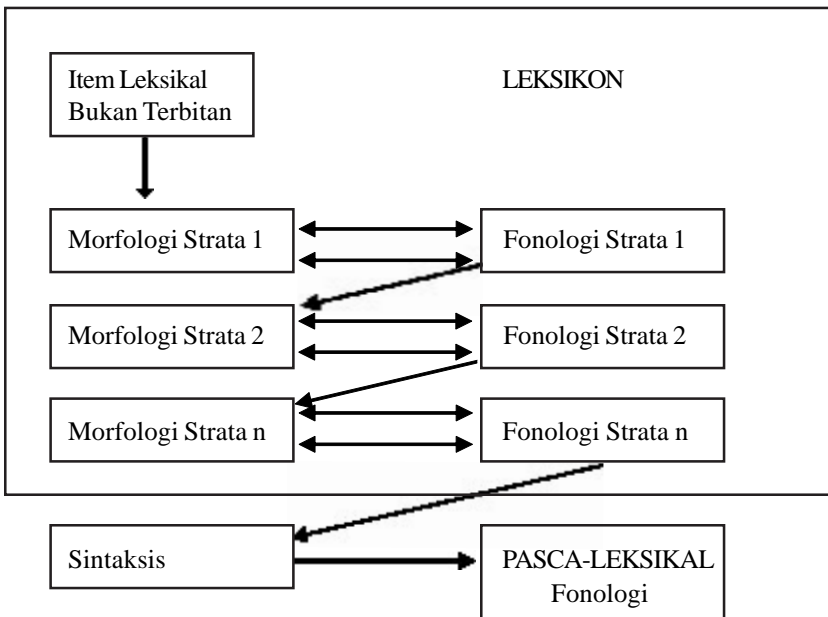 Item Leksikal
Bukan Terbitan
LEKSIKON
Morfologi Strata 1
Fonologi Strata 1
Morfologi Strata 2
Fonologi Strata 2
Morfologi Strata n
Fonologi Strata n
Sintaksis
PASCA-LEKSIKAL
Fonologi